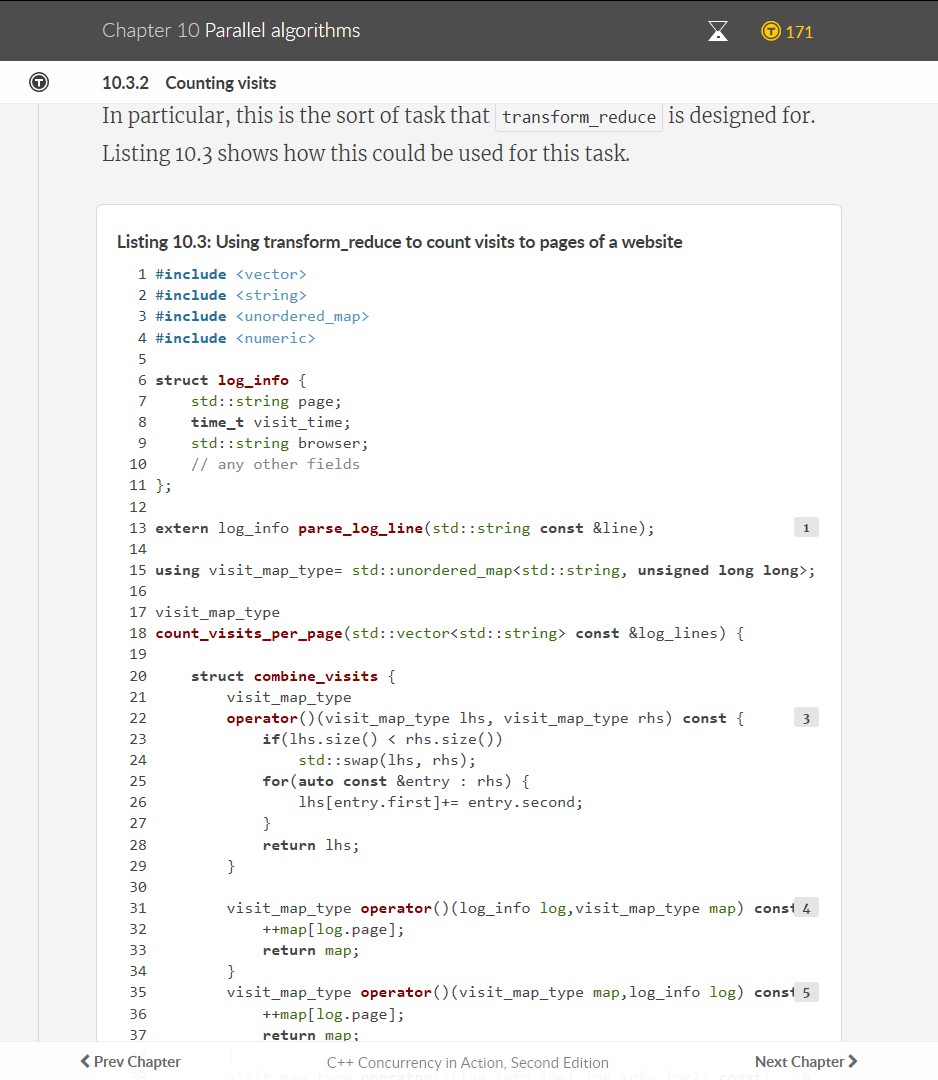 Chapter 10 Parallel algorithms
171
10.3.2 Counting visits
In particular, this is the sort of task that transform_reduce is designed for.
Listing 10.3 shows how this could be used for this task.
Listing 10.3: Using transform_reduce to count visits to pages of a website
1 #include <vector>
2 #include <string>
3 #include <unordered_map>
4 #include <numeric>
5
6 struct log_info {
7     std::string page;
8     time_t visit_time;
9     std::string browser;
10     // any other fields
11 };
12
13 extern log_info parse_log_line(std::string const &line); 1
14
15 using visit_map_type= std::unordered_map<std::string, unsigned long long>;
16
17 visit_map_type
18 count_visits_per_page(std::vector<std::string> const &log_lines) {
19
20     struct combine_visits {
21         visit_map_type
22         operator()(visit_map_type lhs, visit_map_type rhs) const { 3
23             if(lhs.size() < rhs.size())
24                 std::swap(lhs, rhs);
25             for(auto const &entry : rhs) {
26                 lhs[entry.first]+= entry.second;
27             }
28             return lhs;
29         }
30
31         visit_map_type operator()(log_info log,visit_map_type map) const 4
32             ++map[log.page];
33             return map;
34         }
35         visit_map_type operator()(visit_map_type map,log_info log) const 5
36             ++map[log.page];
37             return map;
Prev Chapter
C++ Concurrency in Action, Second Edition
Next Chapter